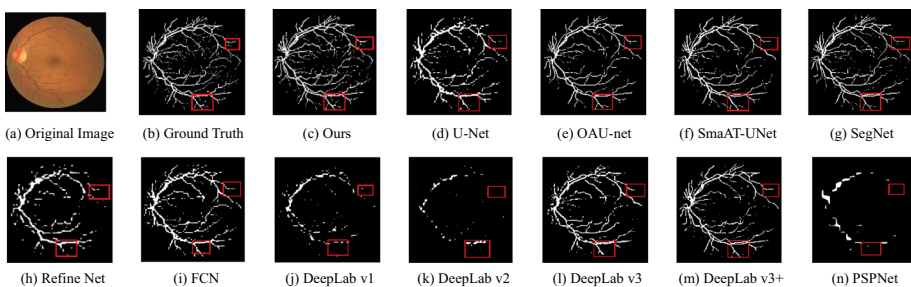 (a) Original Image (b) Ground Truth (c) Ours (d) U-Net (e) OAU-net (f) SmaAT-UNet (g) SegNet
(h) Refine Net (i) FCN (j) DeepLab v1 (k) DeepLab v2 (l) DeepLab v3 (m) DeepLab v3+ (n) PSPNet